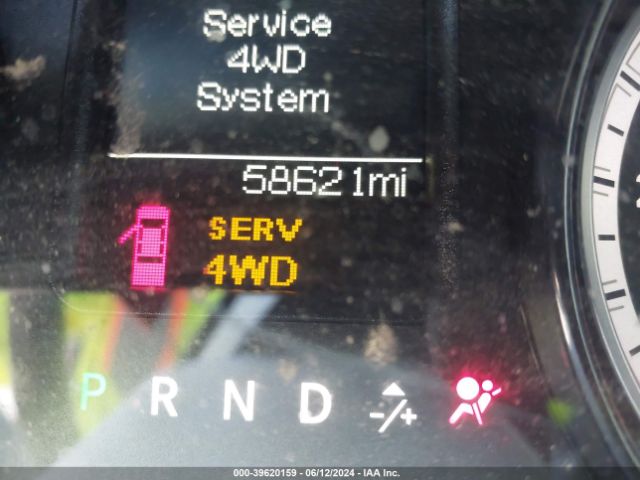 Service
4WD
System
58621mi
SERV
4WD
P R N D -/+
000-39620159 - 06/12/2024 - IAA Inc.